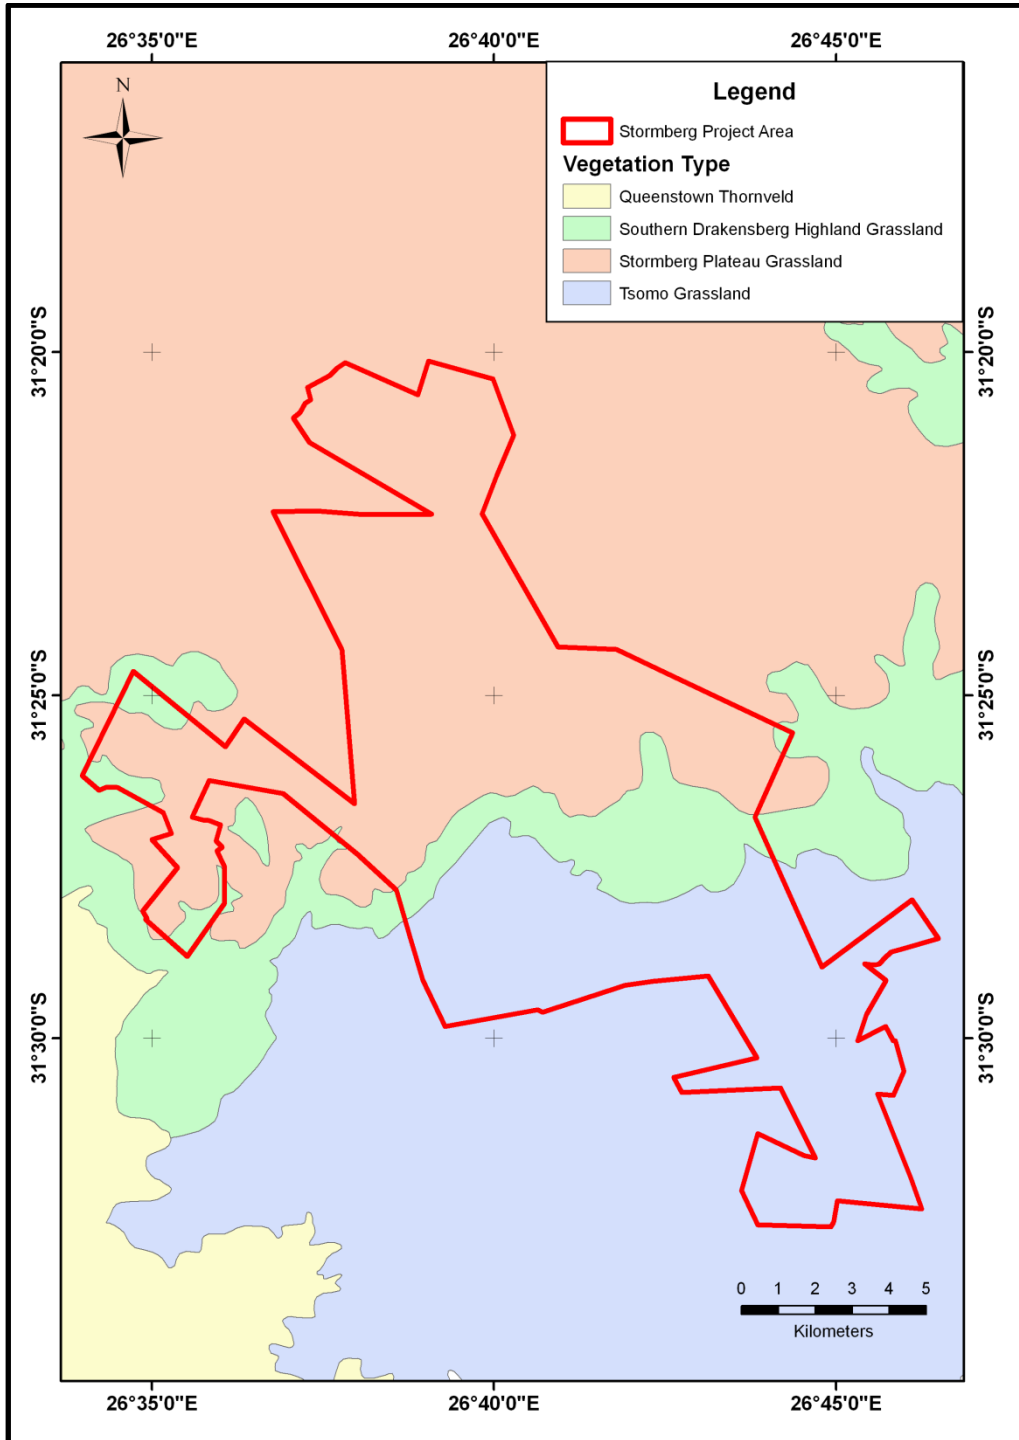 26°35'0"E 26°40'0"E 26°45'0"E
N
Legend
Stormberg Project Area
Vegetation Type
Queenstown Thornveld
Southern Drakensberg Highland Grassland
Stormberg Plateau Grassland
Tsomo Grassland
31°20'0"S 31°20'0"S
31°25'0"S 31°25'0"S
31°30'0"S 31°30'0"S
0 1 2 3 4 5
Kilometers
26°35'0"E 26°40'0"E 26°45'0"E